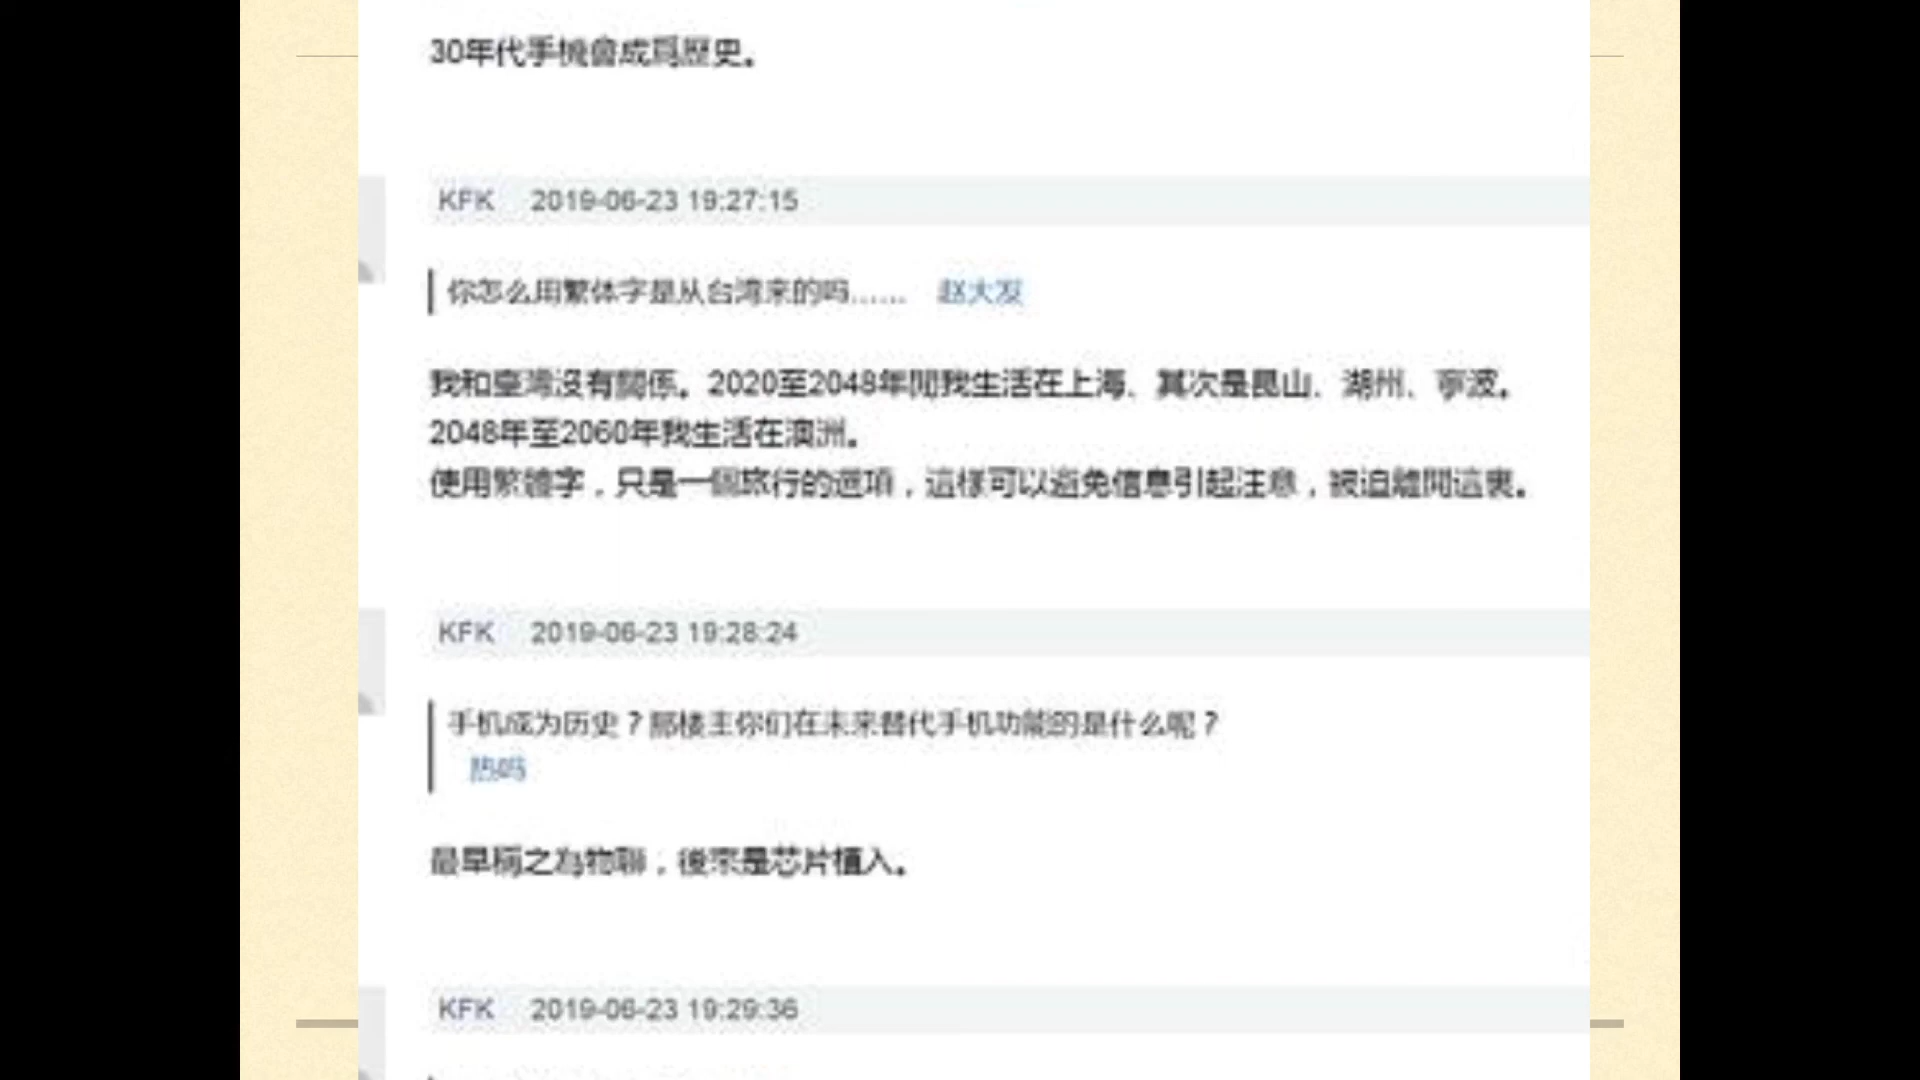 30年代手機會成爲歷史。
KFK 2019-06-23 19:27:15
你怎么用繁体字是从台湾来的吗...... 赵大发
我和臺灣沒有關係。2020至2048年間我生活在上海、其次是昆山、湖州、寧波。
2048年至2060年我生活在澳洲。
使用繁體字，只是一個旅行的選項，這樣可以避免信息引起注意，被迫離開這裏。
KFK 2019-06-23 19:28:24
手机成为历史？那楼主你们在未来替代手机功能的是什么呢？
热吗
最早稱之為物聯，後來是芯片植入。
KFK 2019-06-23 19:29:36